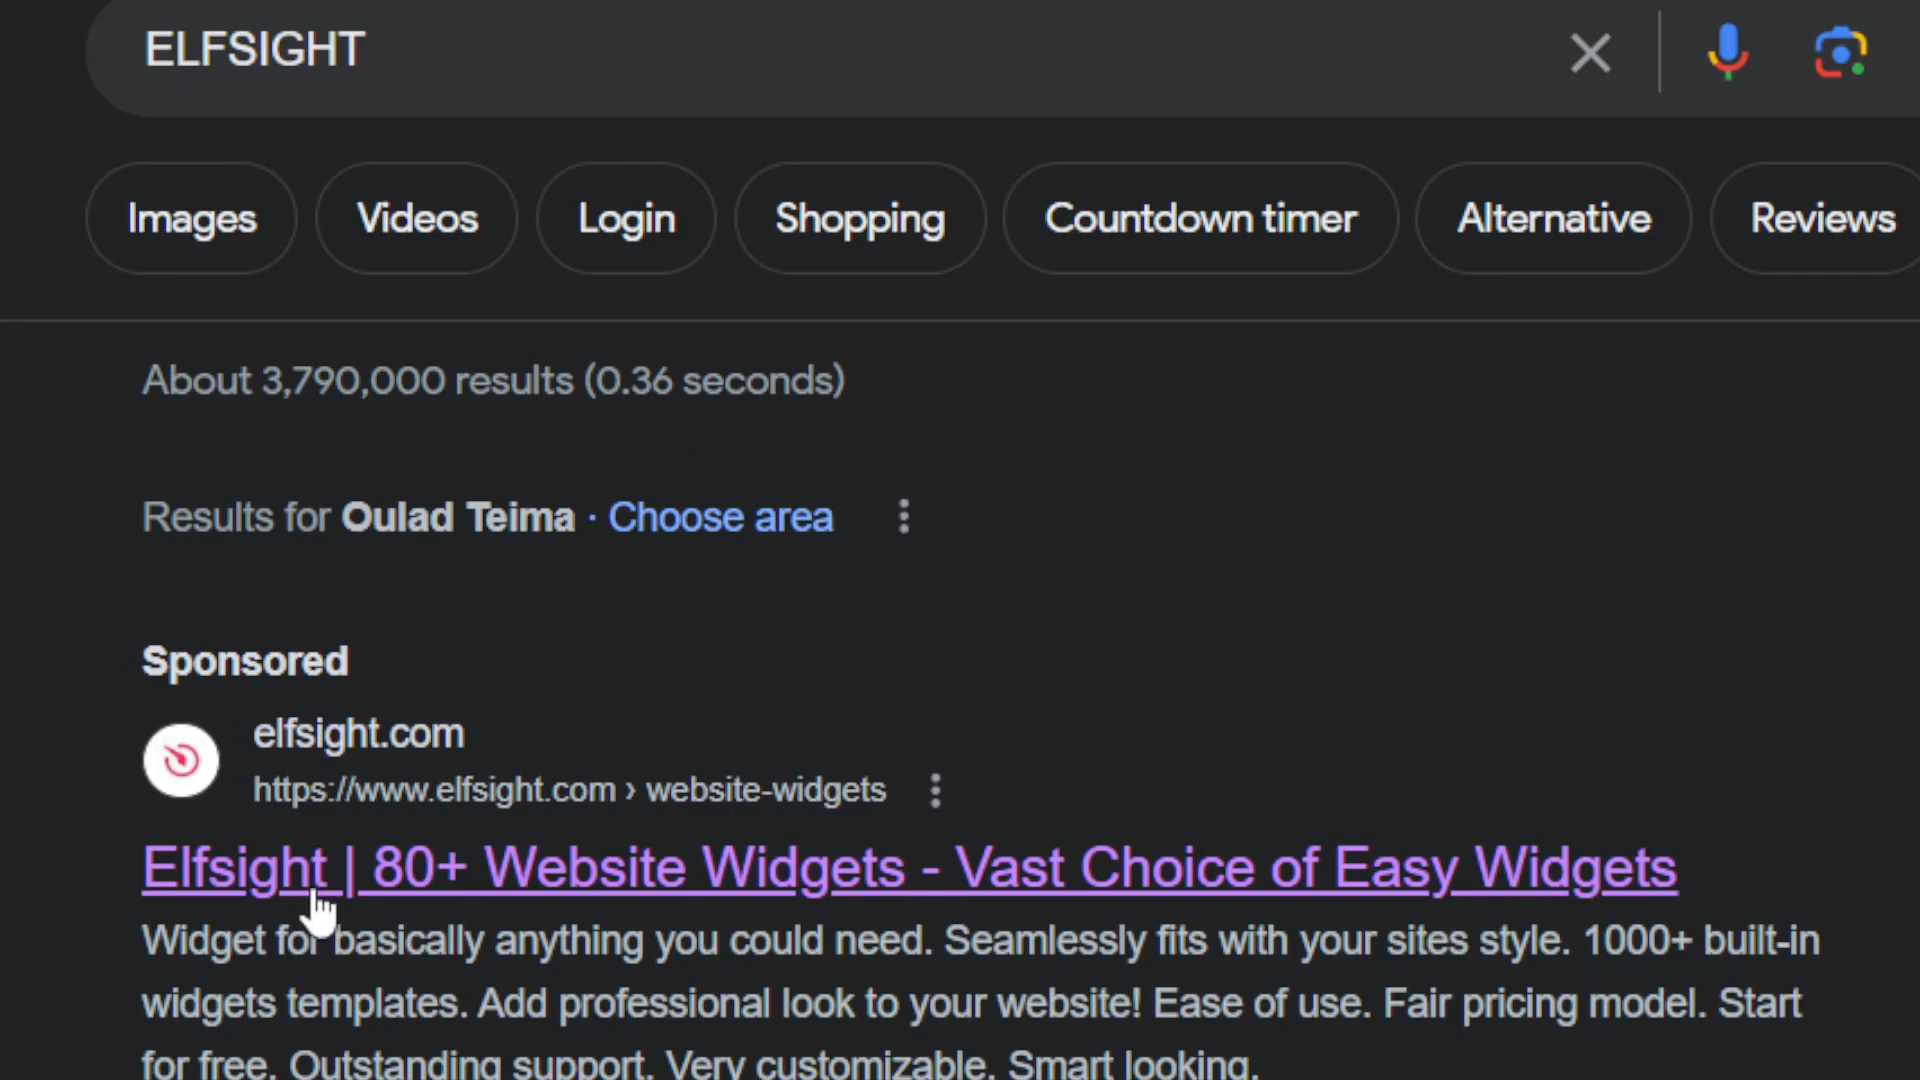 ELFSIGHT
Images Videos Login Shopping Countdown timer Alternative Reviews
About 3,790,000 results (0.36 seconds)
Results for Oulad Teima · Choose area
Sponsored
elfsight.com
https://www.elfsight.com › website-widgets
Elfsight | 80+ Website Widgets - Vast Choice of Easy Widgets
Widget for basically anything you could need. Seamlessly fits with your sites style. 1000+ built-in
widgets templates. Add professional look to your website! Ease of use. Fair pricing model. Start
for free. Outstanding support. Very customizable. Smart looking.